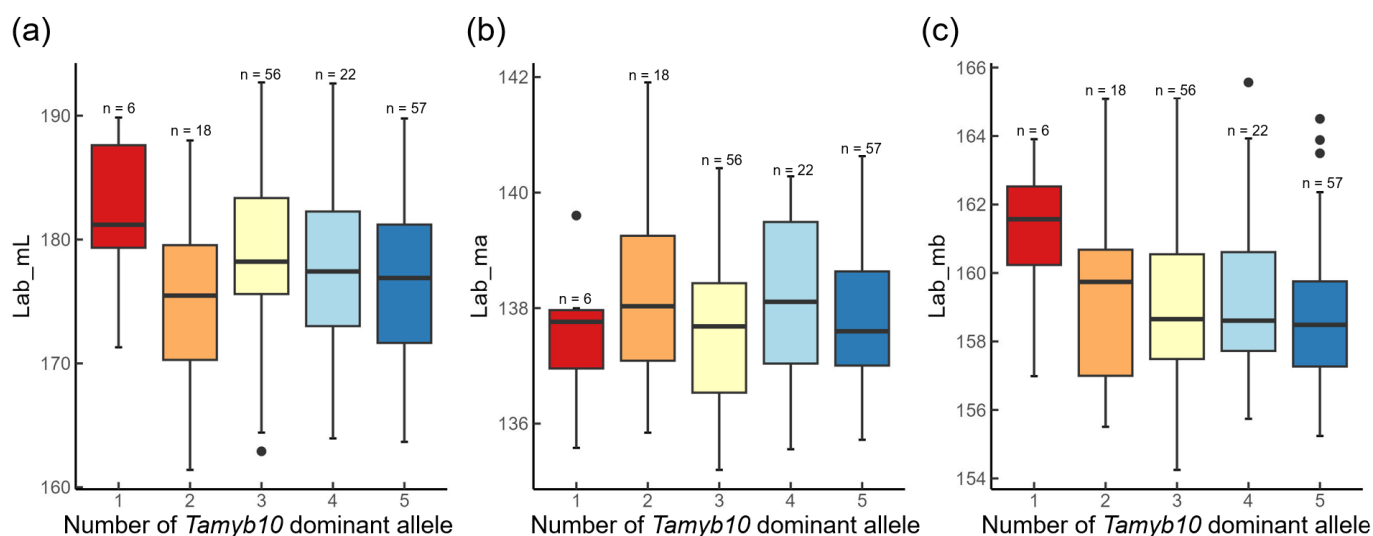 (a)
Lab_mL
190
180
170
160
n = 6
n = 18
n = 56
n = 22
n = 57
1 2 3 4 5
Number of Tamyb10 dominant allele
(b)
Lab_ma
142
140
138
136
n = 6
n = 18
n = 56
n = 22
n = 57
1 2 3 4 5
Number of Tamyb10 dominant allele
(c)
Lab_mb
166
164
162
160
158
156
154
n = 6
n = 18
n = 56
n = 22
n = 57
1 2 3 4 5
Number of Tamyb10 dominant allele